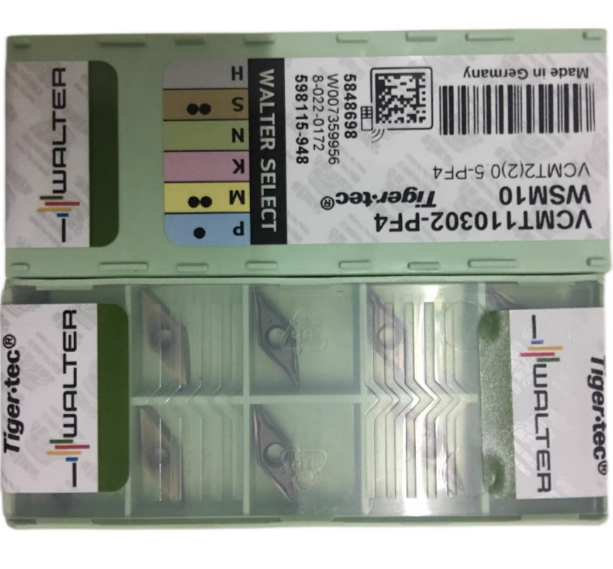 WALTER
H
S
N
K
M
P
WALTER SELECT
5848698
W007359956
8-022-0172
598115-948
Made in Germany
VCMT2(2)0.5-PF4
Tiger·tec®
WSM10
VCMT110302-PF4
Tiger·tec®
WALTER
WALTER
Tiger·tec®